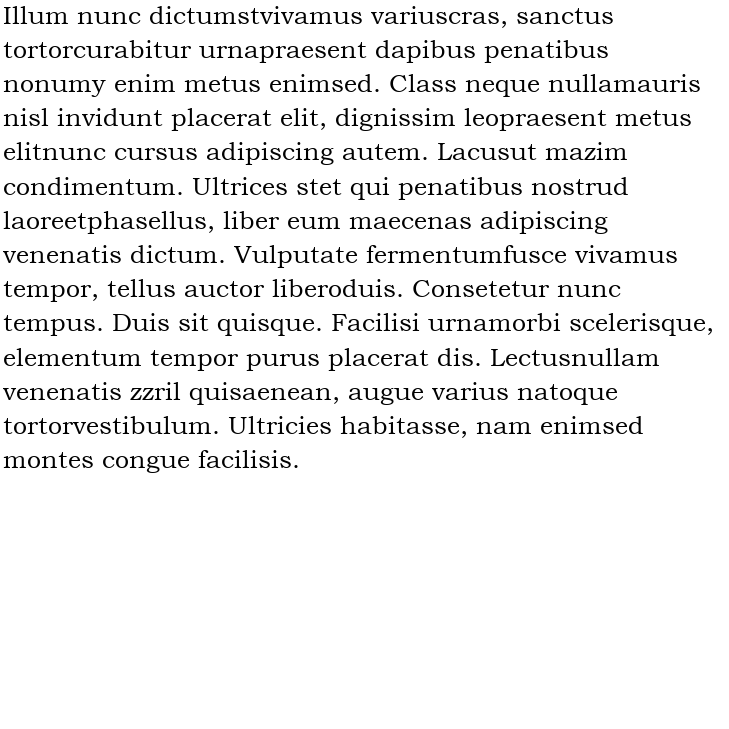 Illum nunc dictumstvivamus variuscras, sanctus
tortorcurabitur urnapraesent dapibus penatibus
nonumy enim metus enimsed. Class neque nullamauris
nisl invidunt placerat elit, dignissim leopraesent metus
elitnunc cursus adipiscing autem. Lacusut mazim
condimentum. Ultrices stet qui penatibus nostrud
laoreetphasellus, liber eum maecenas adipiscing
venenatis dictum. Vulputate fermentumfusce vivamus
tempor, tellus auctor liberoduis. Consetetur nunc
tempus. Duis sit quisque. Facilisi urnamorbi scelerisque,
elementum tempor purus placerat dis. Lectusnullam
venenatis zzril quisaenean, augue varius natoque
tortorvestibulum. Ultricies habitasse, nam enimsed
montes congue facilisis.